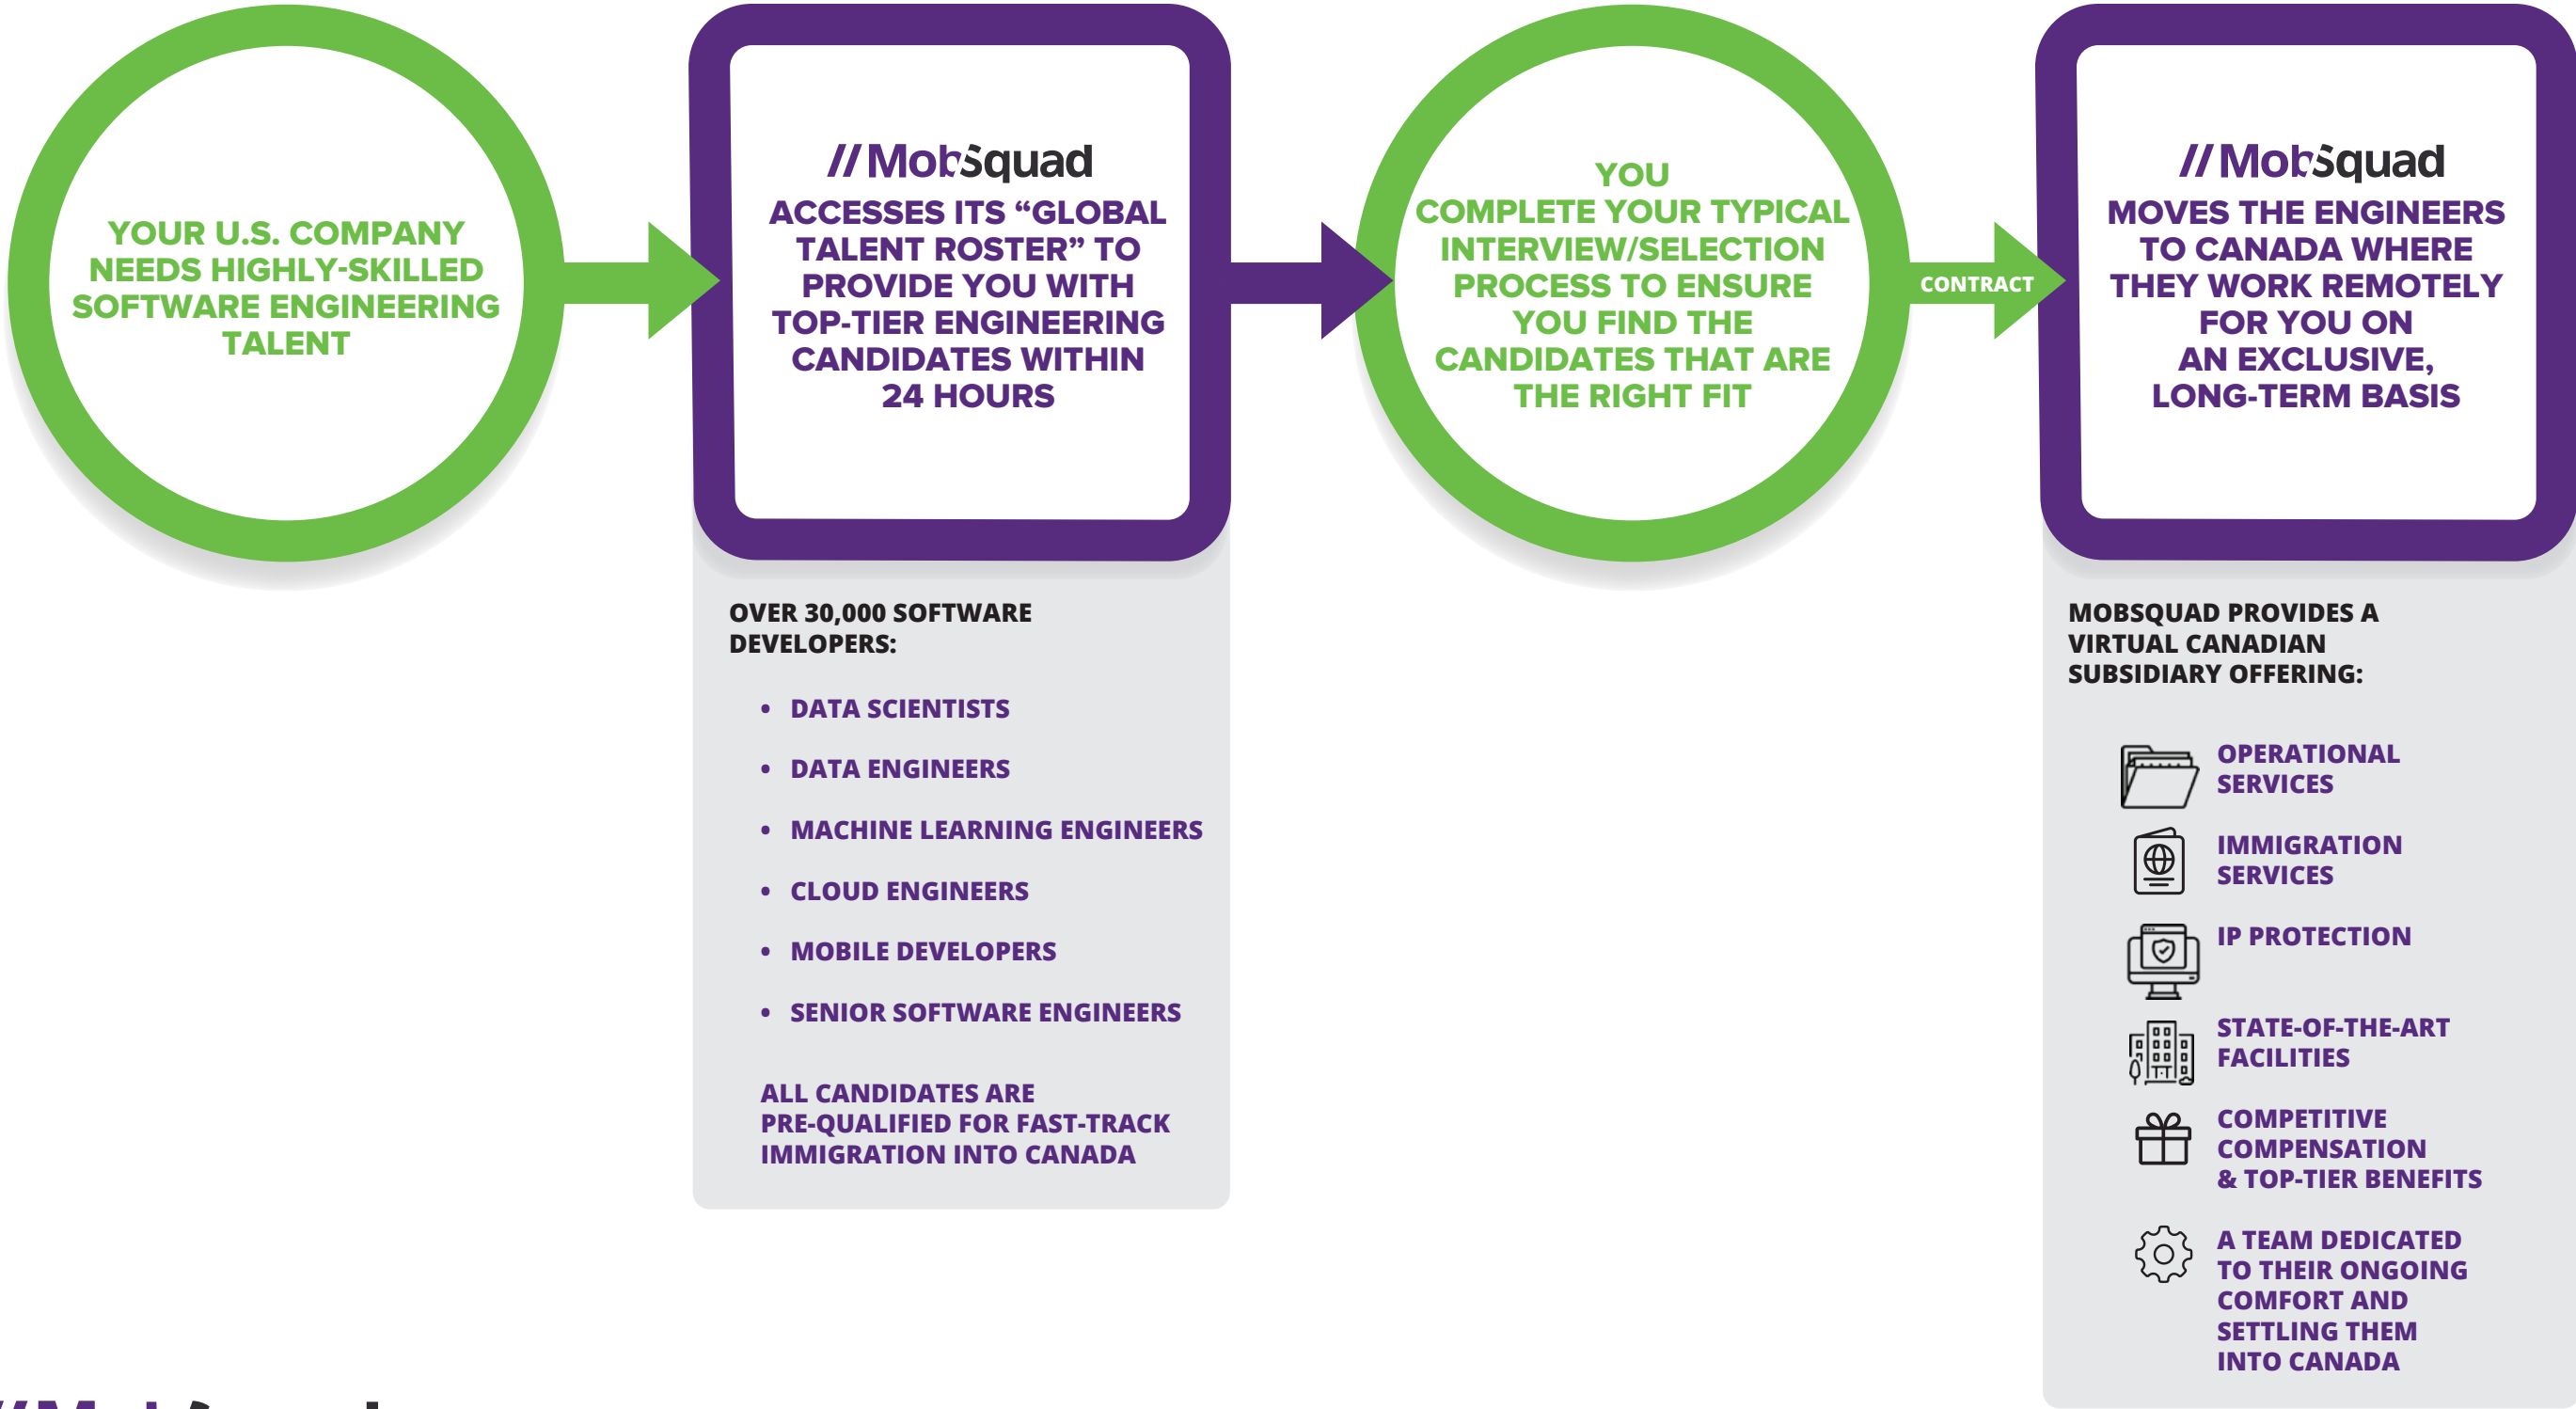 YOUR U.S. COMPANY
NEEDS HIGHLY-SKILLED
SOFTWARE ENGINEERING
TALENT
//MobSquad
ACCESSES ITS “GLOBAL
TALENT ROSTER” TO
PROVIDE YOU WITH
TOP-TIER ENGINEERING
CANDIDATES WITHIN
24 HOURS
OVER 30,000 SOFTWARE
DEVELOPERS:
• DATA SCIENTISTS
• DATA ENGINEERS
• MACHINE LEARNING ENGINEERS
• CLOUD ENGINEERS
• MOBILE DEVELOPERS
• SENIOR SOFTWARE ENGINEERS
ALL CANDIDATES ARE
PRE-QUALIFIED FOR FAST-TRACK
IMMIGRATION INTO CANADA
YOU
COMPLETE YOUR TYPICAL
INTERVIEW/SELECTION
PROCESS TO ENSURE
YOU FIND THE
CANDIDATES THAT ARE
THE RIGHT FIT
CONTRACT
//MobSquad
MOVES THE ENGINEERS
TO CANADA WHERE
THEY WORK REMOTELY
FOR YOU ON
AN EXCLUSIVE,
LONG-TERM BASIS
MOBSQUAD PROVIDES A
VIRTUAL CANADIAN
SUBSIDIARY OFFERING:
OPERATIONAL
SERVICES
IMMIGRATION
SERVICES
IP PROTECTION
STATE-OF-THE-ART
FACILITIES
COMPETITIVE
COMPENSATION
& TOP-TIER BENEFITS
A TEAM DEDICATED
TO THEIR ONGOING
COMFORT AND
SETTLING THEM
INTO CANADA